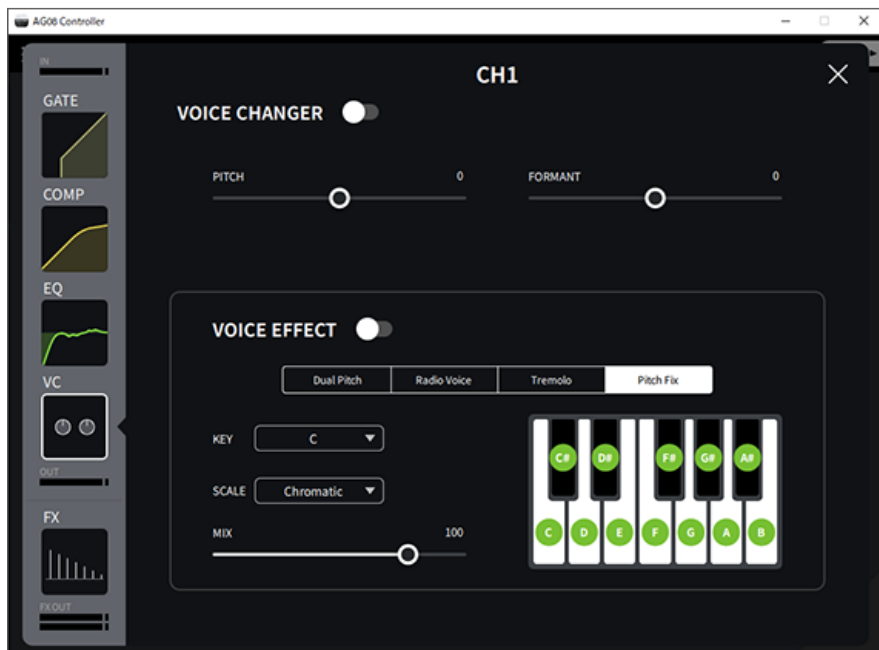 AG08 Controller
IN
CH1
GATE
VOICE CHANGER
PITCH 0 FORMANT 0
COMP
EQ
VOICE EFFECT
Dual Pitch Radio Voice Tremolo Pitch Fix
VC
KEY C
C# D# F# G# A#
OUT
SCALE Chromatic
FX
MIX 100
C D E F G A B
FX OUT